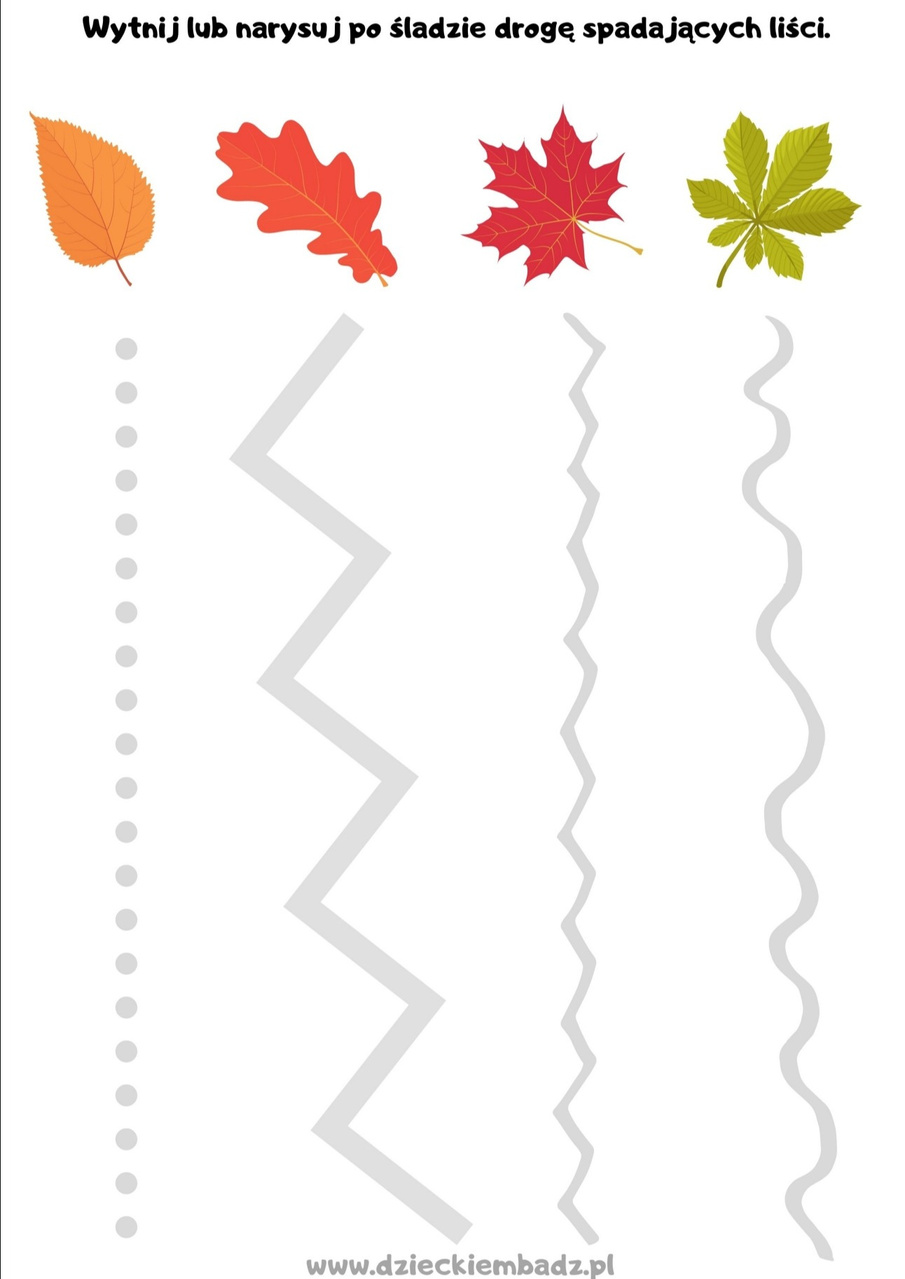 Wytnij lub narysuj po śladzie drogę spadających liści.
www.dzieckiembadz.pl